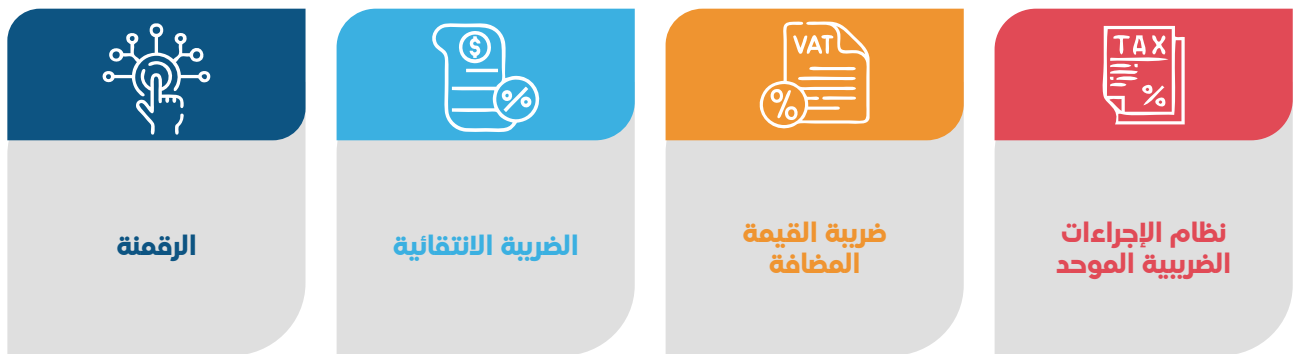 TAX
%
نظام الإجراءات
الضريبية الموحد
VAT
%
ضريبة القيمة
المضافة
$
%
الضريبة الانتقائية
الرقمنة